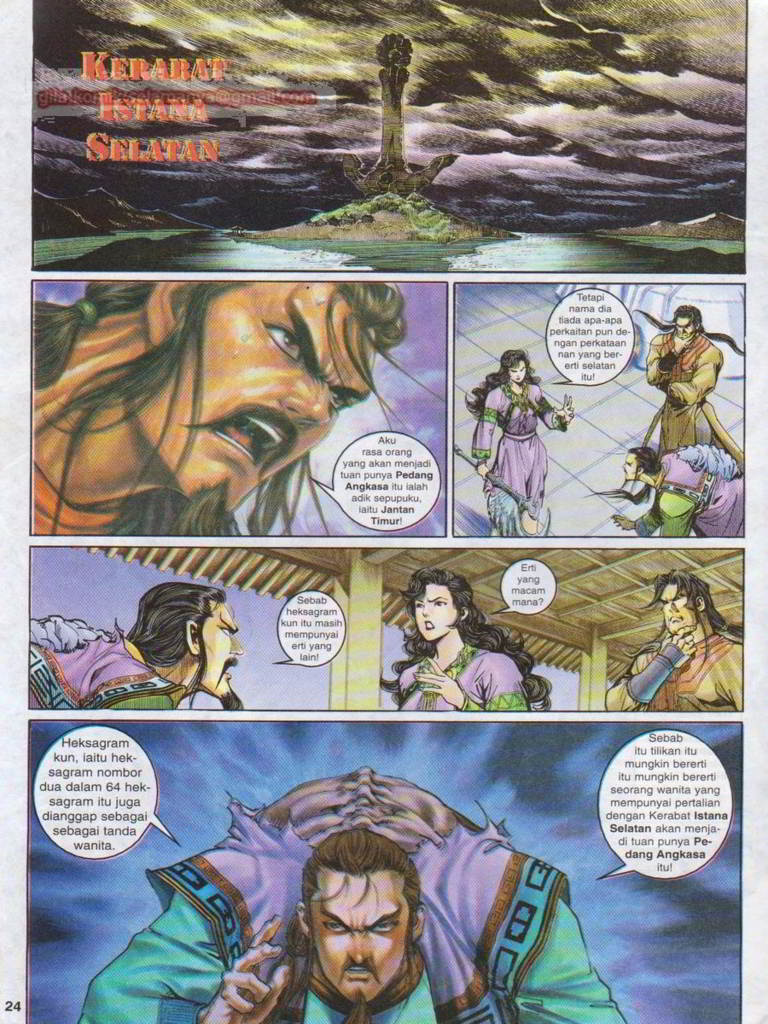 KERABAT
ISTANA
SELATAN
Aku
rasa orang
yang akan menjadi
tuan punya Pedang
Angkasa itu ialah
adik sepupuku,
iaitu Jantan
Timur!
Tetapi
nama dia
tiada apa-apa
perkaitan pun de-
ngan perkataan
nan yang ber-
erti selatan
itu!
Sebab
heksagram
kun itu masih
mempunyai
erti yang
lain!
Erti
yang
macam
mana?
Heksagram
kun, iaitu hek-
sagram nombor
dua dalam 64 hek-
sagram itu juga
dianggap sebagai
sebagai tanda
wanita.
Sebab
itu tilikan itu
mungkin bererti
itu mungkin bererti
seorang wanita yang
mempunyai pertalian
dengan Kerabat Istana
Selatan akan menja-
di tuan punya Pe-
dang Angkasa
itu!
24